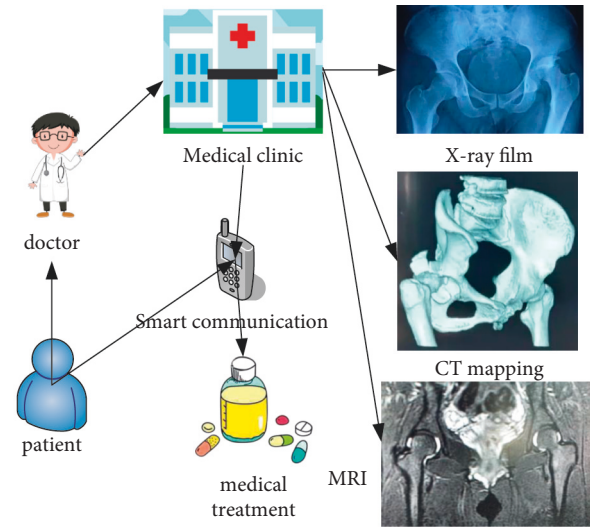 Medical clinic
X-ray film
doctor
Smart communication
CT mapping
patient
medical
treatment
MRI